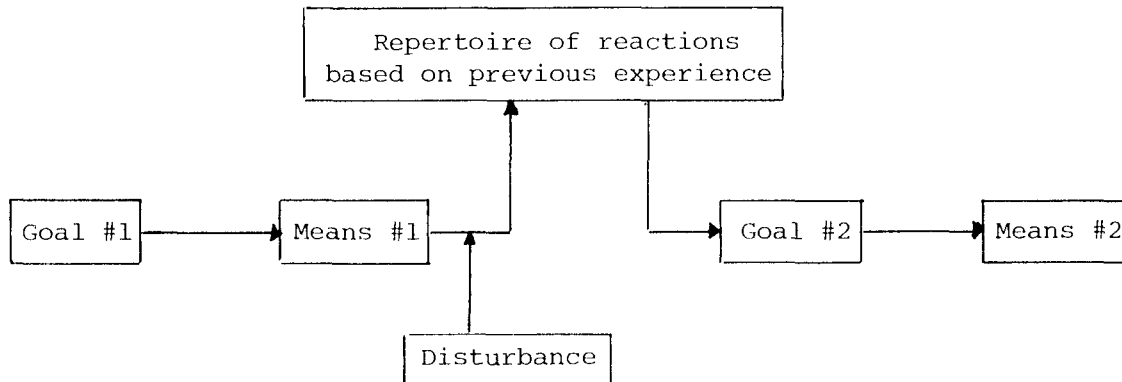 Repertoire of reactions
based on previous experience
Goal #1
Means #1
Goal #2
Means #2
Disturbance